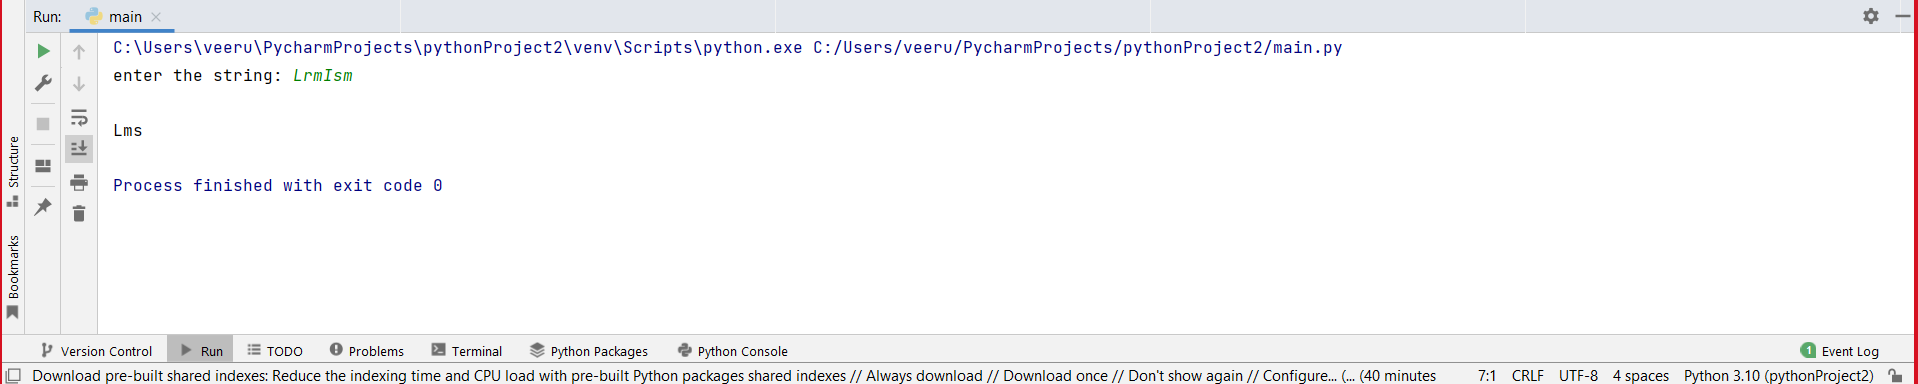 Run: main
C:\Users\veeru\PycharmProjects\pythonProject2\venv\Scripts\python.exe C:/Users/veeru/PycharmProjects/pythonProject2/main.py
enter the string: LrmIsm
Lms
Process finished with exit code 0
Structure
Bookmarks
Version Control Run TODO Problems Terminal Python Packages Python Console 1 Event Log
Download pre-built shared indexes: Reduce the indexing time and CPU load with pre-built Python packages shared indexes // Always download // Download once // Don't show again // Configure... (... (40 minutes 7:1 CRLF UTF-8 4 spaces Python 3.10 (pythonProject2)